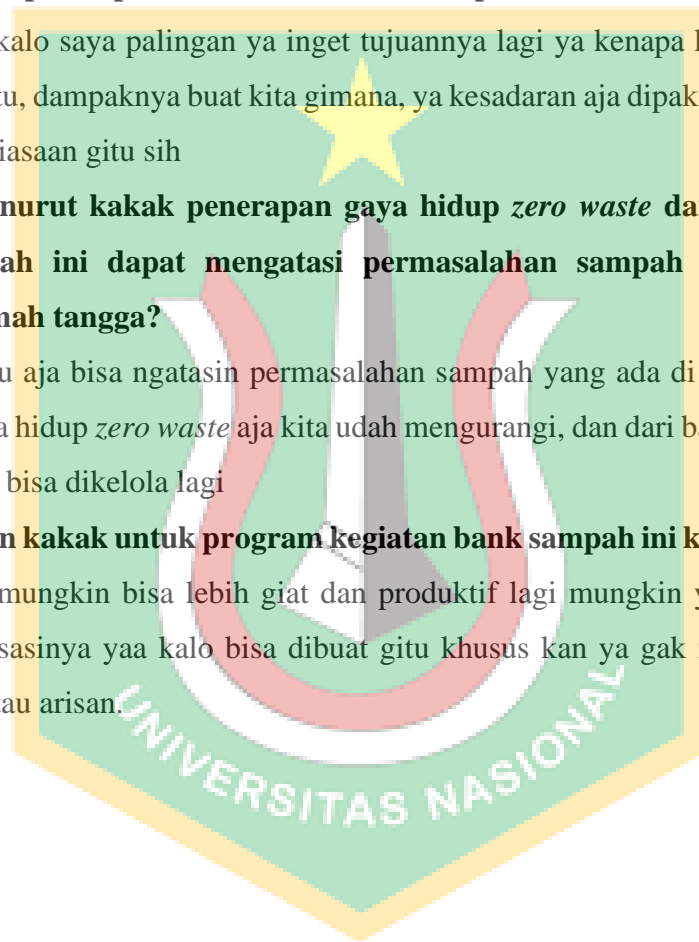 kalo saya palingan ya inget tujuannya lagi ya kenapa
tu, dampaknya buat kita gimana, ya kesadaran aja dipak
iasaan gitu sih
nurut kakak penerapan gaya hidup zero waste da
ah ini dapat mengatasi permasalahan sampah
mah tangga?
u aja bisa ngatasin permasalahan sampah yang ada di
a hidup zero waste aja kita udah mengurangi, dan dari ba
bisa dikelola lagi
n kakak untuk program kegiatan bank sampah ini k
mungkin bisa lebih giat dan produktif lagi mungkin y
sasinya yaa kalo bisa dibuat gitu khusus kan ya gak
au arisan.
UNIVERSITAS NASIONAL